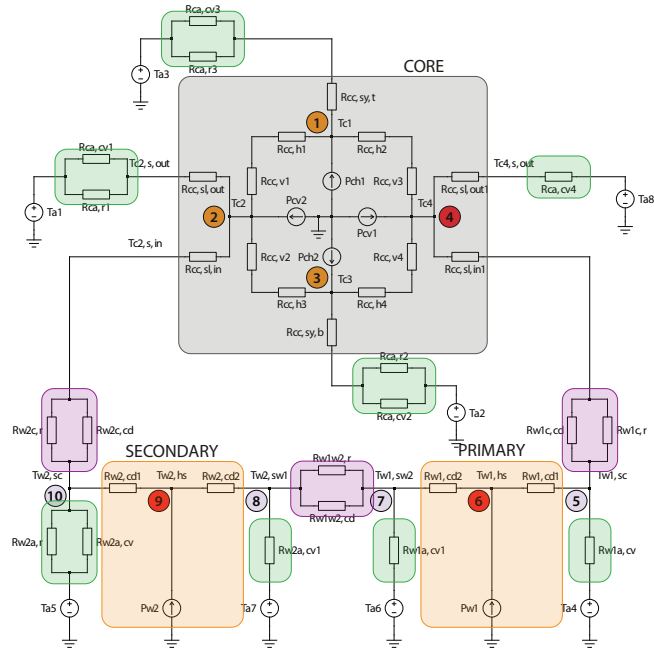 Rca, cv3
Rca, r3
Ta3
CORE
Rcc, sy, t
1
Tc1
Rcc, h1
Rcc, h2
Rca, cv1
Rca, r1
Tc2, s, out
Rcc, sl, out
Rcc, v1
Pch1
Rcc, v3
Rcc, sl, out1
Tc4, s, out
Rca, cv4
Ta1
Tc2
2
Pcv2
Pcv1
Tc4
4
Ta8
Tc2, s, in
Rcc, sl, in
Rcc, v2
Pch2
3
Tc3
Rcc, v4
Rcc, sl, in1
Rcc, h3
Rcc, h4
Rcc, sy, b
Rca, r2
Rca, cv2
Ta2
Rw2c, r
Rw2c, cd
Rw1c, cd
Rw1c, r
SECONDARY
PRIMARY
Tw2, sc
Rw2, cd1
Tw2, hs
Rw2, cd2
Tw2, sw1
Rw1w2, r
Rw1w2, cd
Tw1, sw2
Rw1, cd2
Tw1, hs
Rw1, cd1
Tw1, sc
10
9
8
7
6
5
Rw2a, r
Rw2a, cv
Rw2a, cv1
Rw1a, cv1
Rw1a, cv
Ta5
Pw2
Ta7
Ta6
Pw1
Ta4